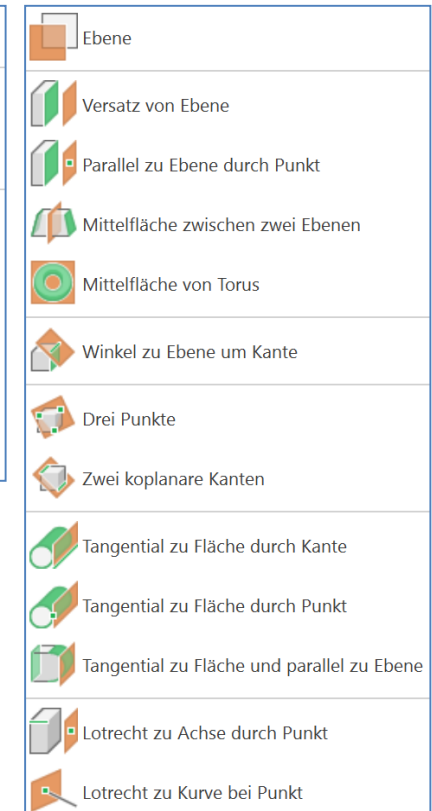 Ebene
Versatz von Ebene
Parallel zu Ebene durch Punkt
Mittelfläche zwischen zwei Ebenen
Mittelfläche von Torus
Winkel zu Ebene um Kante
Drei Punkte
Zwei koplanare Kanten
Tangential zu Fläche durch Kante
Tangential zu Fläche durch Punkt
Tangential zu Fläche und parallel zu Ebene
Lotrecht zu Achse durch Punkt
Lotrecht zu Kurve bei Punkt